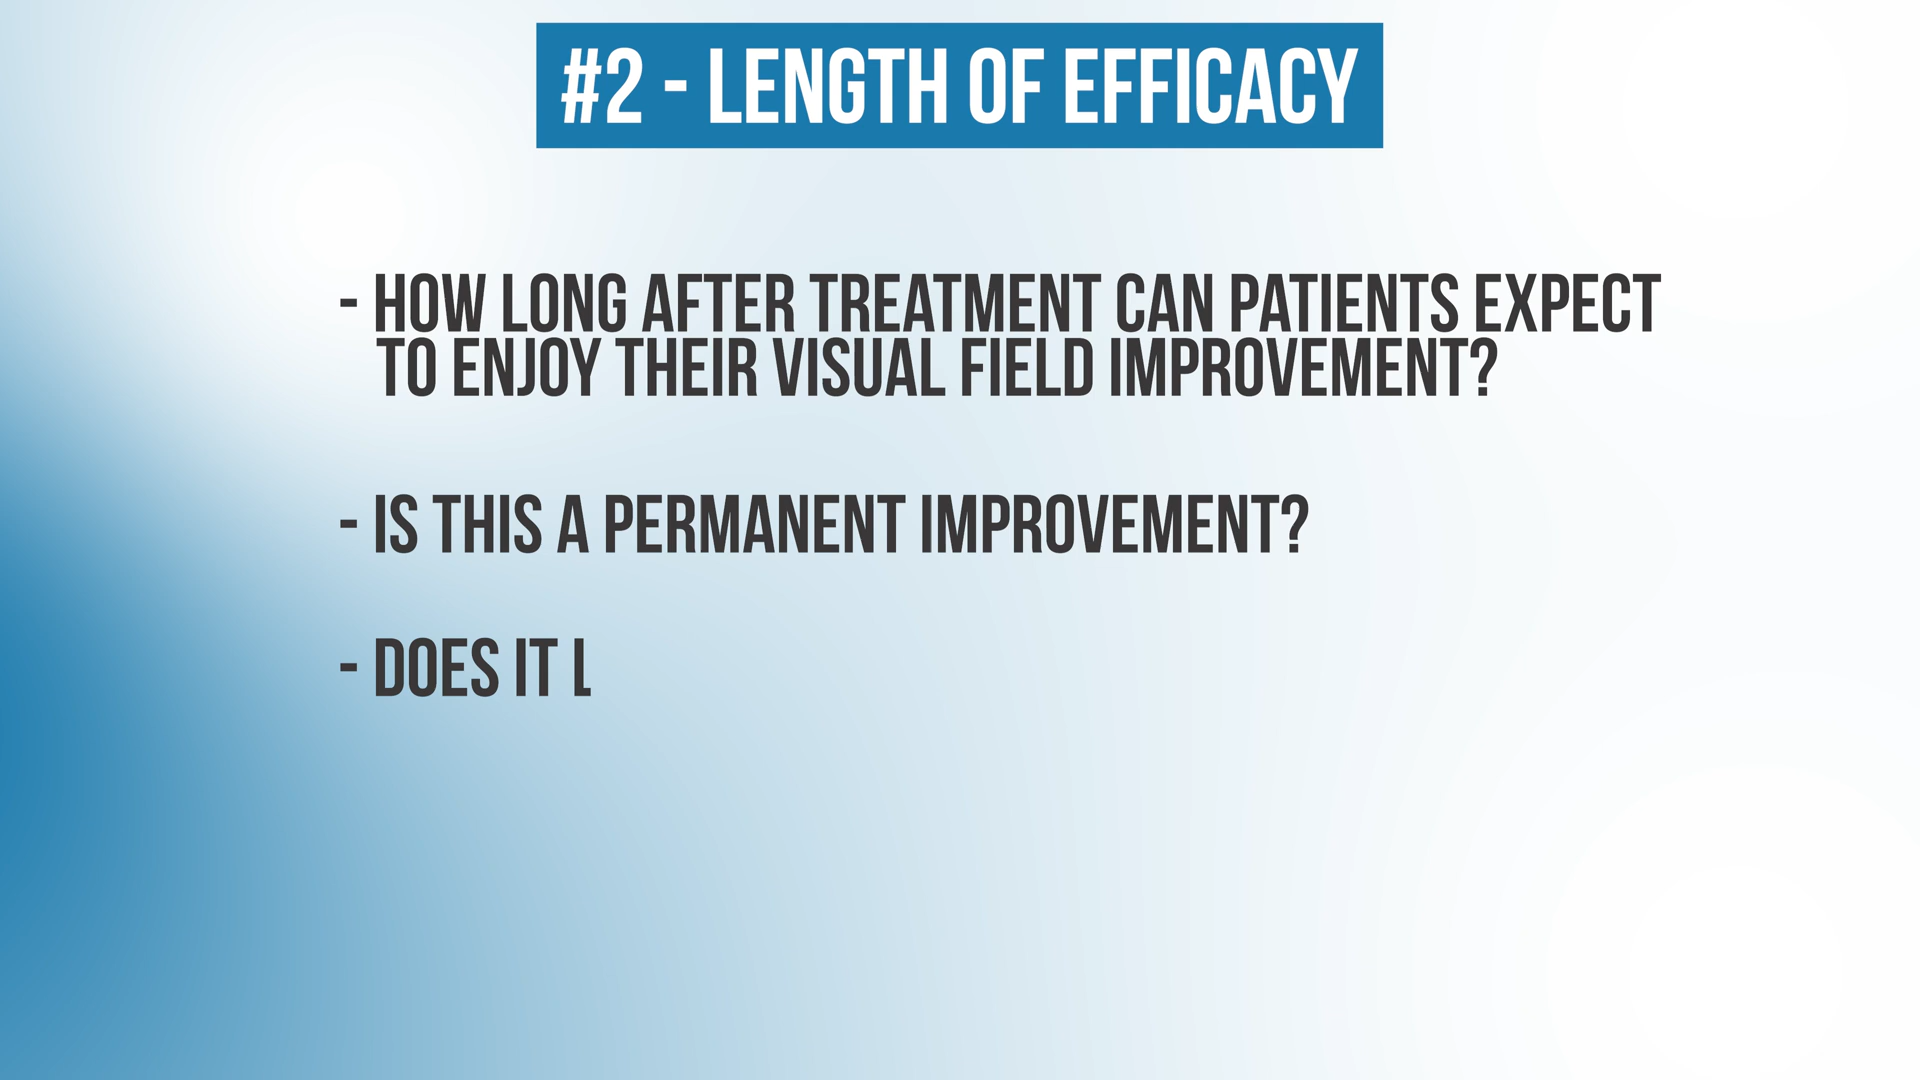 #2 - LENGTH OF EFFICACY
- HOW LONG AFTER TREATMENT CAN PATIENTS EXPECT
TO ENJOY THEIR VISUAL FIELD IMPROVEMENT?
- IS THIS A PERMANENT IMPROVEMENT?
- DOES IT L